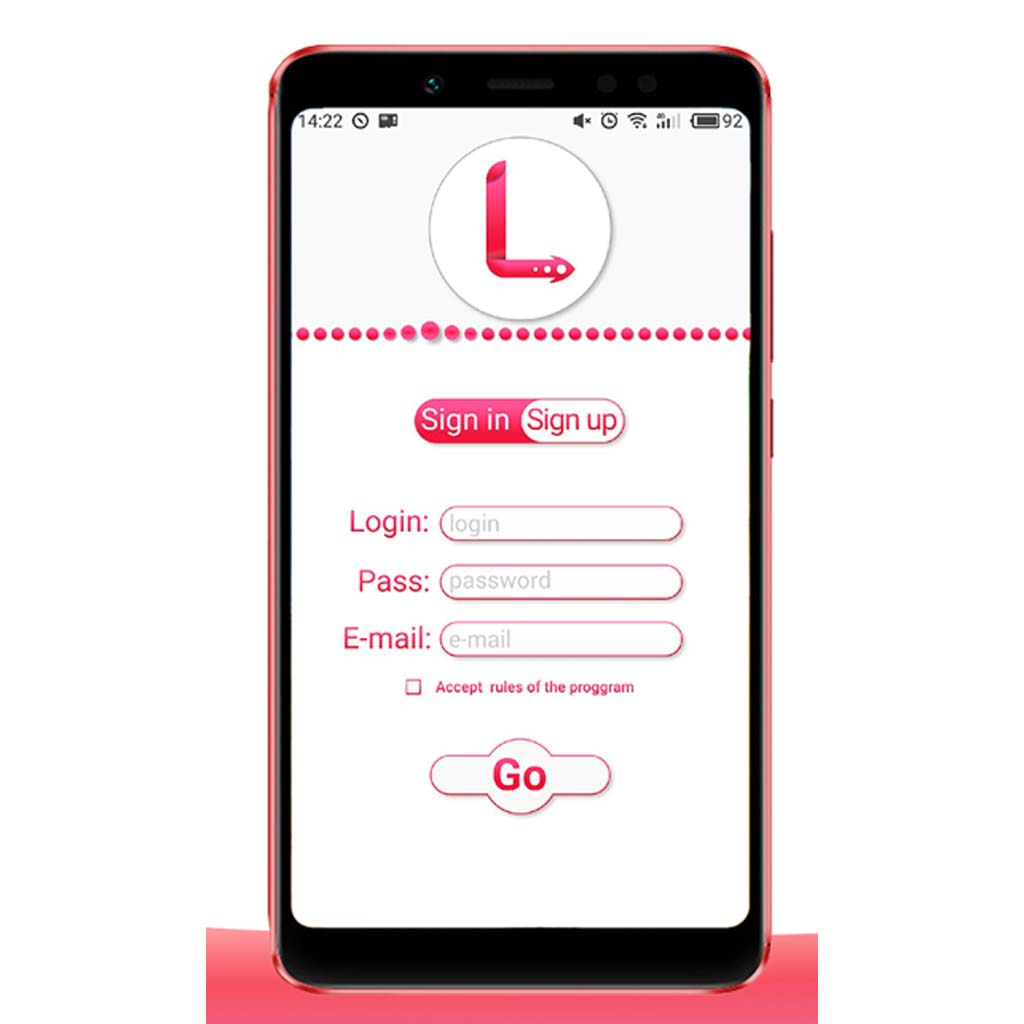 14:22 4G 92
L
Sign in Sign up
Login: login
Pass: password
E-mail: e-mail
Accept rules of the proggram
Go